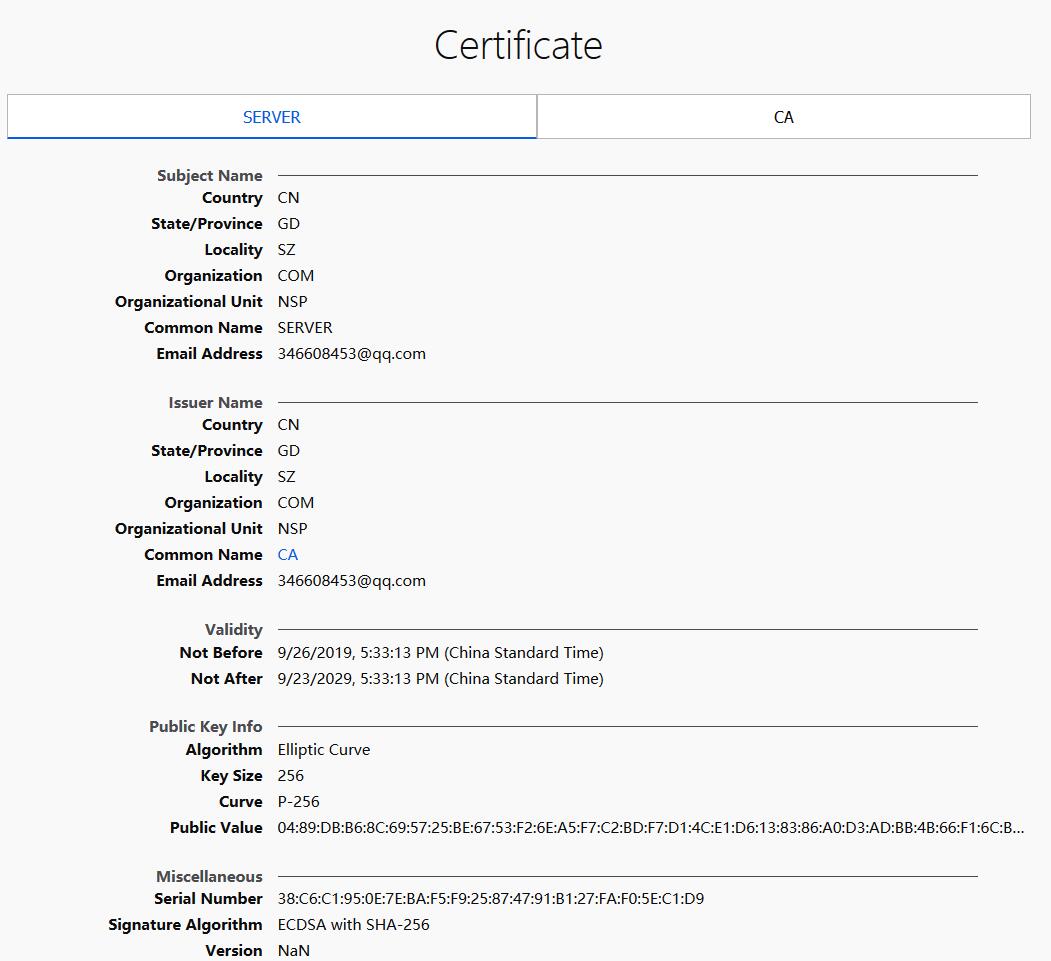 Certificate
SERVER CA
Subject Name
Country CN
State/Province GD
Locality SZ
Organization COM
Organizational Unit NSP
Common Name SERVER
Email Address 346608453@qq.com
Issuer Name
Country CN
State/Province GD
Locality SZ
Organization COM
Organizational Unit NSP
Common Name CA
Email Address 346608453@qq.com
Validity
Not Before 9/26/2019, 5:33:13 PM (China Standard Time)
Not After 9/23/2029, 5:33:13 PM (China Standard Time)
Public Key Info
Algorithm Elliptic Curve
Key Size 256
Curve P-256
Public Value 04:89:DB:B6:8C:69:57:25:BE:67:53:F2:6E:A5:F7:C2:BD:F7:D1:4C:E1:D6:13:83:86:A0:D3:AD:BB:4B:66:F1:6C:B...
Miscellaneous
Serial Number 38:C6:C1:95:0E:7E:BA:F5:F9:25:87:47:91:B1:27:FA:F0:5E:C1:D9
Signature Algorithm ECDSA with SHA-256
Version NaN